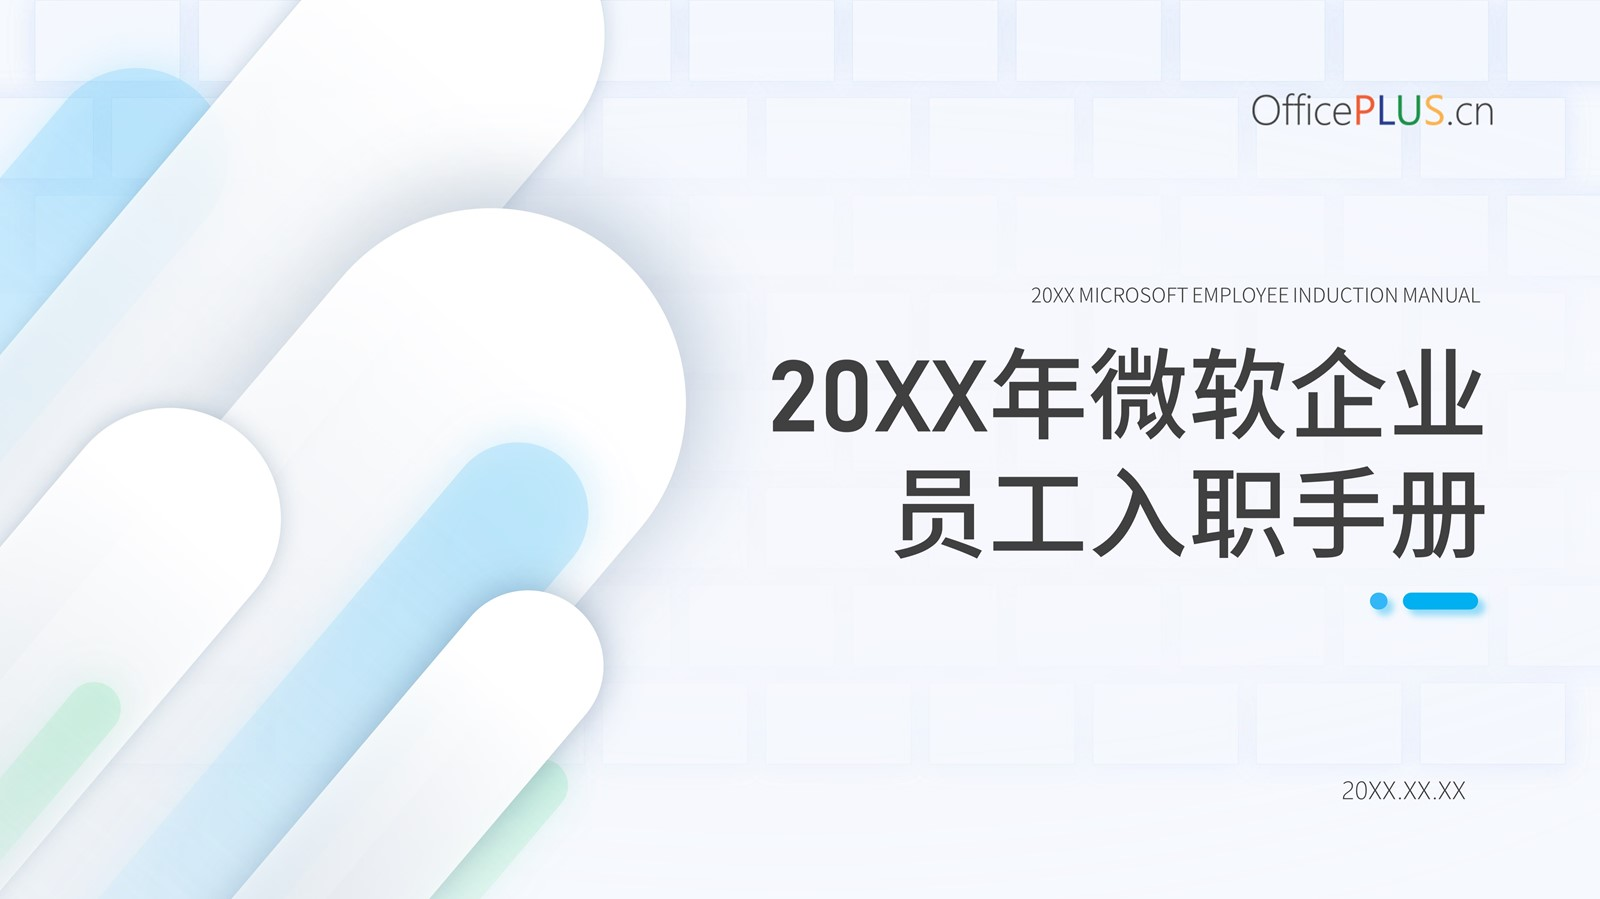 OfficePLUS.cn
20XX MICROSOFT EMPLOYEE INDUCTION MANUAL
20XX年微软企业
员工入职手册
20XX.XX.XX